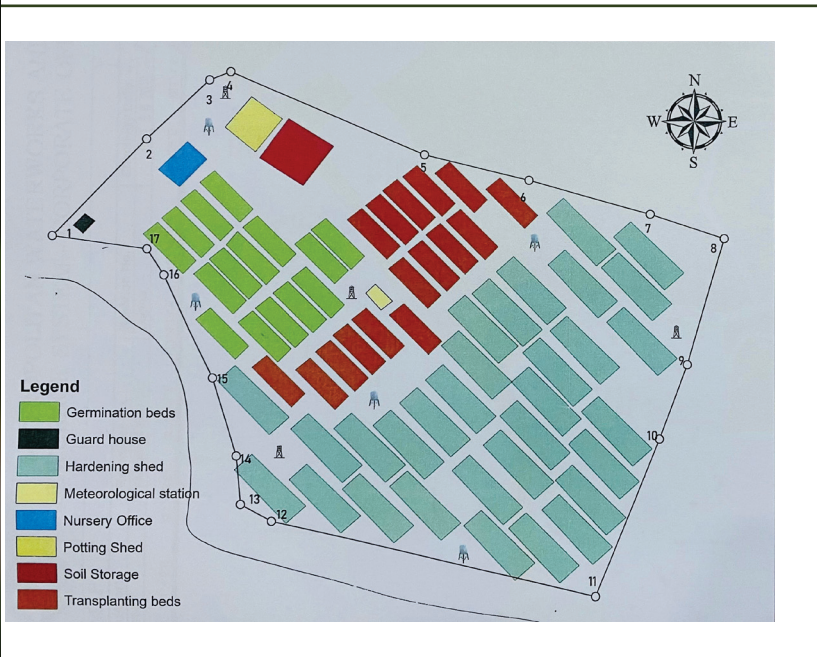 N
W E
S
4
3
2
5
6
7
8
1
17
16
9
15
10
14
13
12
11
Legend
Germination beds
Guard house
Hardening shed
Meteorological station
Nursery Office
Potting Shed
Soil Storage
Transplanting beds